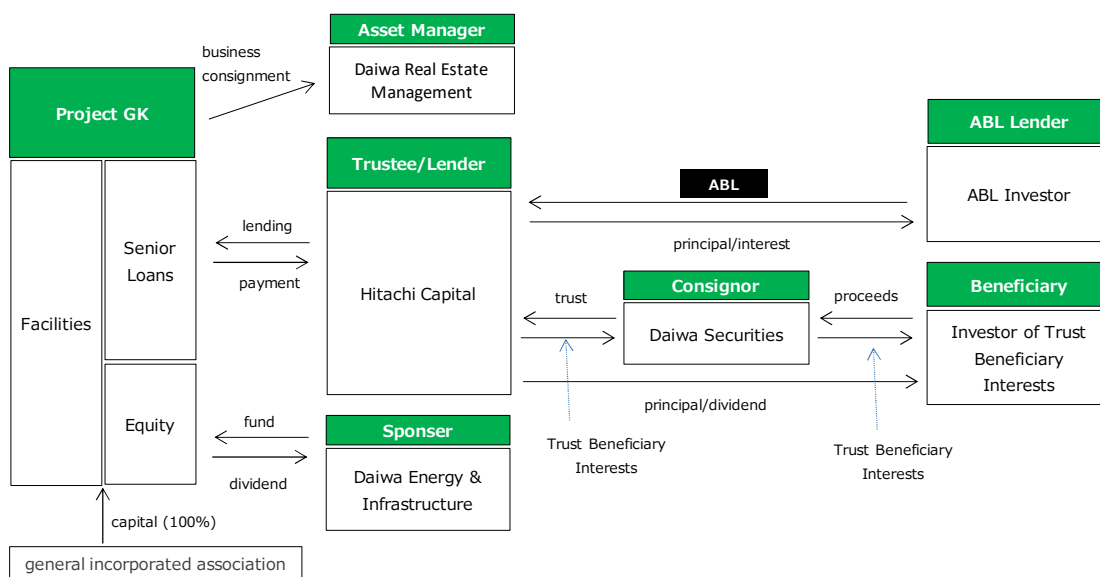 Asset Manager
business
consignment
Daiwa Real Estate
Management
Project GK
ABL Lender
Trustee/Lender
ABL
ABL Investor
lending
principal/interest
Senior
Loans
payment
Consignor
Beneficiary
Hitachi Capital
trust
proceeds
Facilities
Daiwa Securities
Investor of Trust
Beneficiary
Interests
principal/dividend
Equity
fund
Sponser
Trust Beneficiary
Interests
Trust Beneficiary
Interests
dividend
Daiwa Energy &
Infrastructure
capital (100%)
general incorporated association